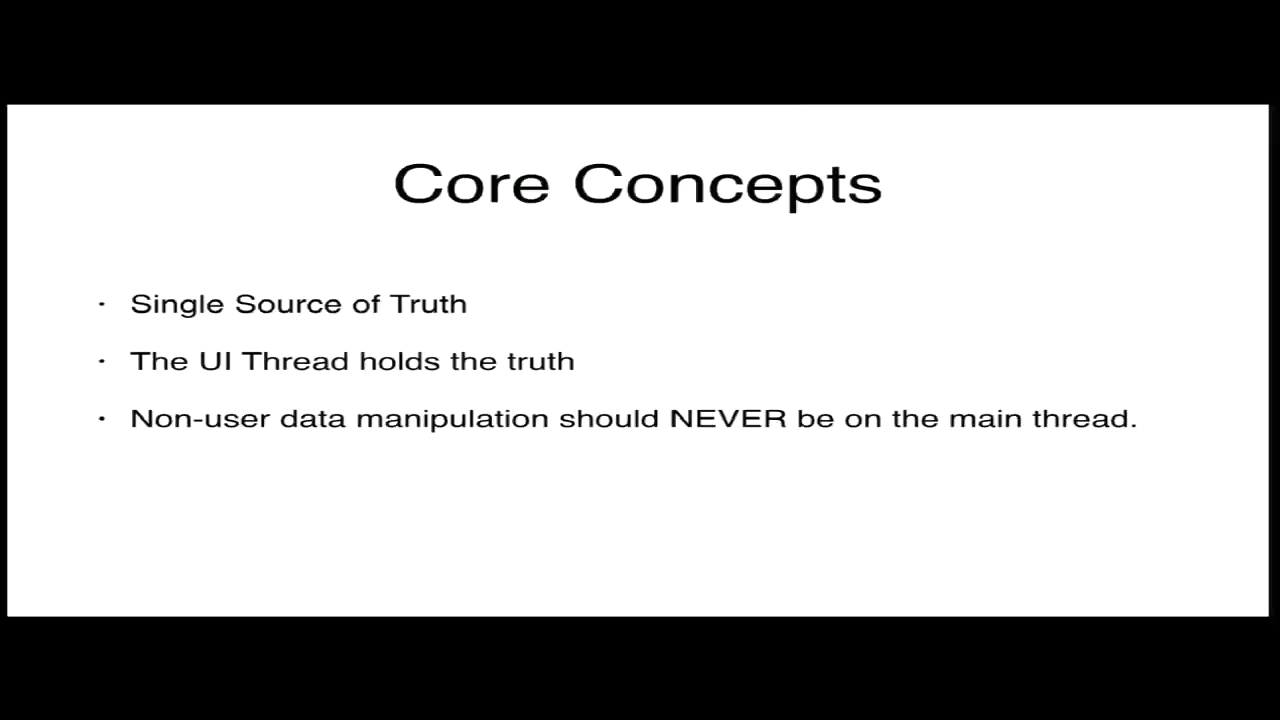 Core Concepts
· Single Source of Truth
· The UI Thread holds the truth
· Non-user data manipulation should NEVER be on the main thread.